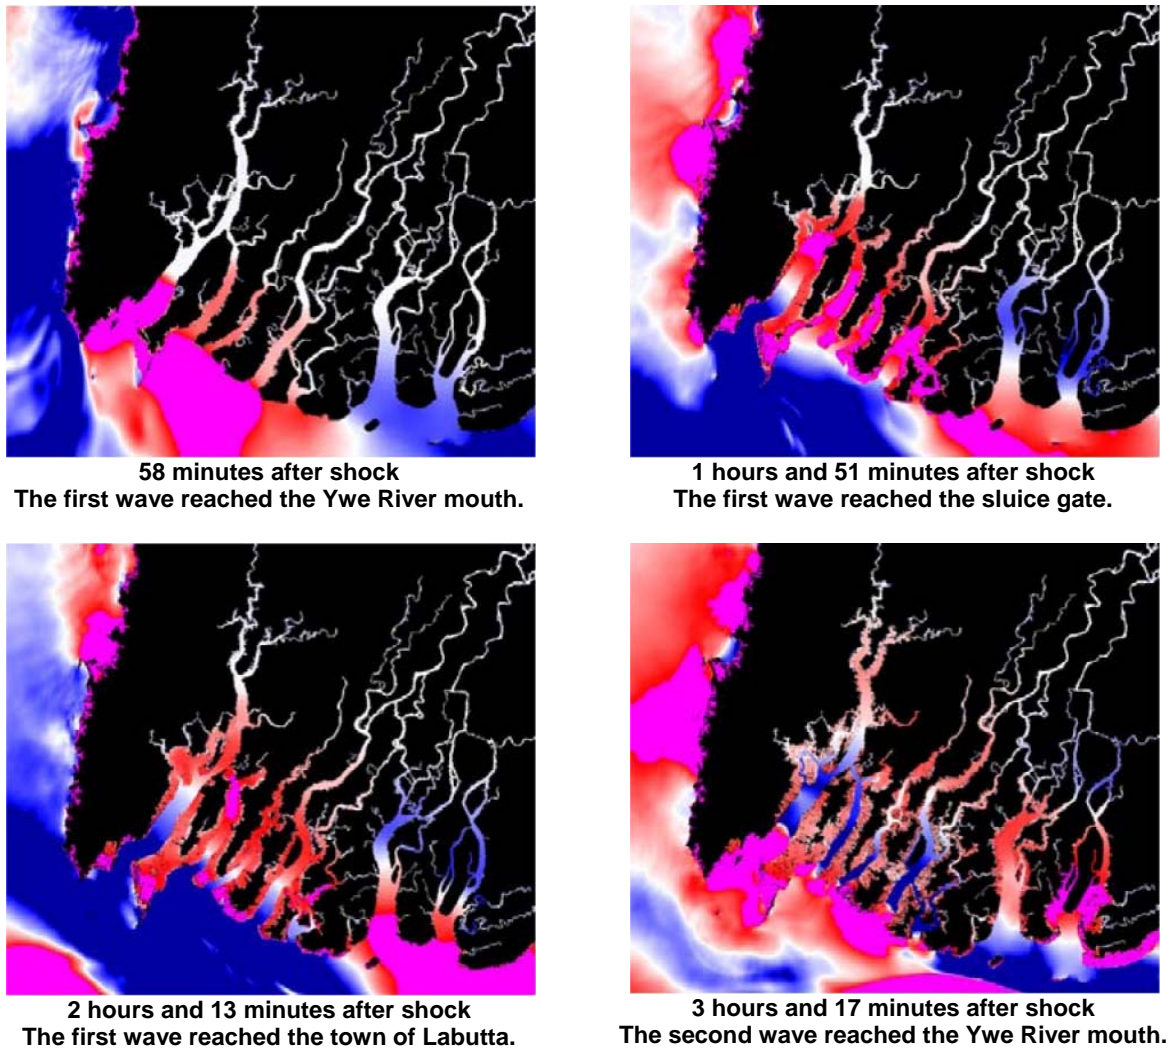 58 minutes after shock
The first wave reached the Ywe River mouth.
1 hours and 51 minutes after shock
The first wave reached the sluice gate.
2 hours and 13 minutes after shock
The first wave reached the town of Labutta.
3 hours and 17 minutes after shock
The second wave reached the Ywe River mouth.